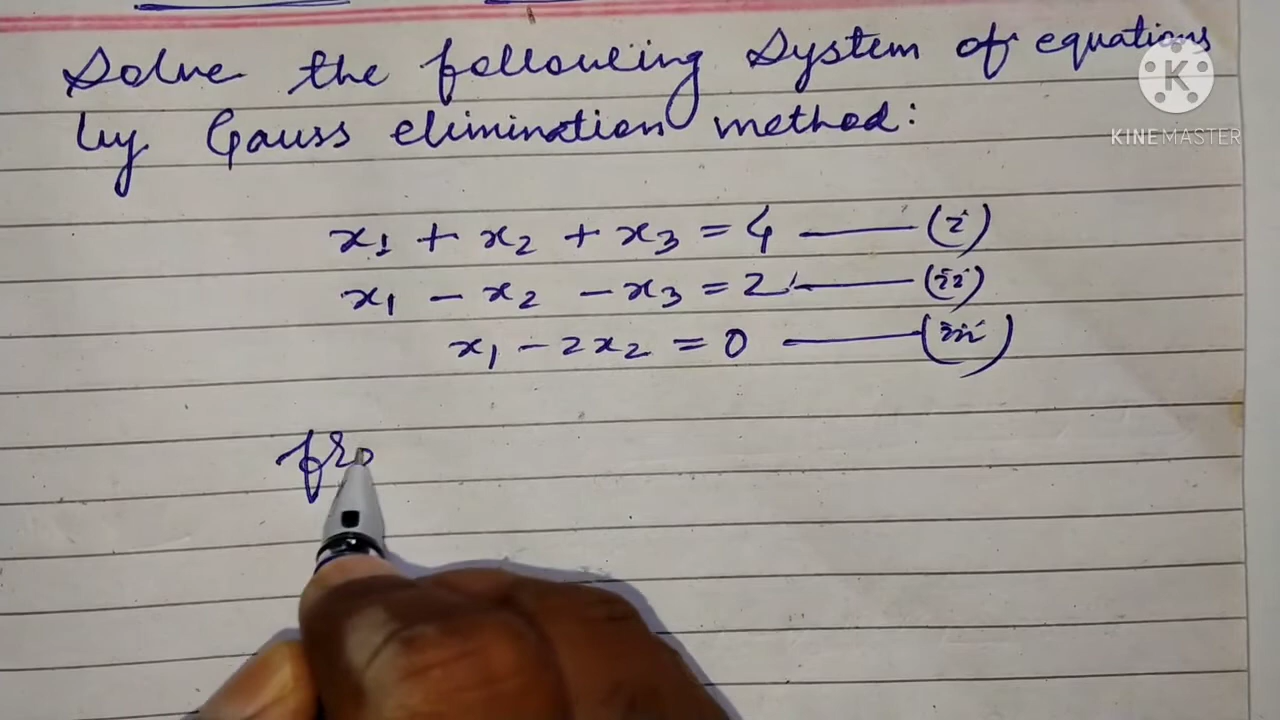 Solve the following System of equations
by Gauss elimination method:
K
KINEMASTER
x₁ + x₂ + x₃ = 4 —— (i)
x₁ - x₂ - x₃ = 2 —— (ii)
x₁ - 2x₂ = 0 —— (iii)
fro